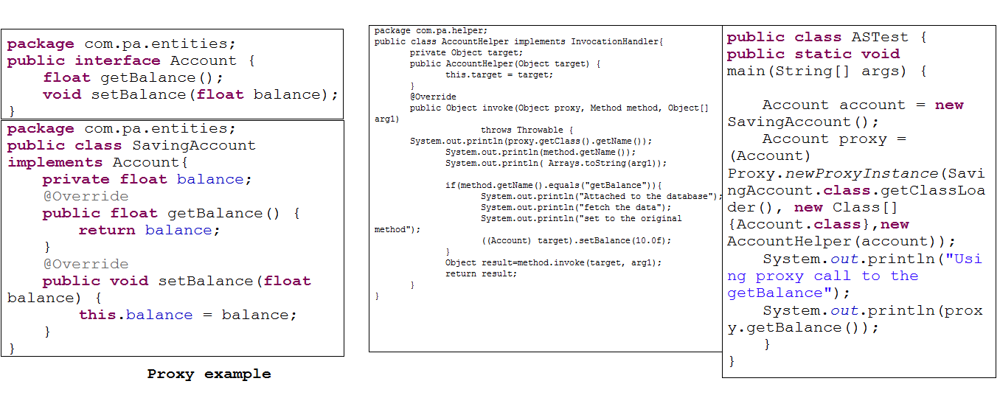 package com.pa.entities;
public interface Account {
float getBalance();
void setBalance(float balance);
}
package com.pa.entities;
public class SavingAccount
implements Account{
private float balance;
@Override
public float getBalance() {
return balance;
}
@Override
public void setBalance(float
balance) {
this.balance = balance;
}
}
Proxy example
package com.pa.helper;
public class AccountHelper implements InvocationHandler{
private Object target;
public AccountHelper(Object target) {
this.target = target;
}
@Override
public Object invoke(Object proxy, Method method, Object[]
arg1)
throws Throwable {
System.out.println(proxy.getClass().getName());
System.out.println(method.getName());
System.out.println( Arrays.toString(arg1));
if(method.getName().equals("getBalance")){
System.out.println("Attached to the database");
System.out.println("fetch the data");
System.out.println("set to the original
method");
((Account) target).setBalance(10.0f);
}
Object result=method.invoke(target, arg1);
return result;
}
}
public class ASTest {
public static void
main(String[] args) {
Account account = new
SavingAccount();
Account proxy =
(Account)
Proxy.newProxyInstance(Savi
ngAccount.class.getClassLoa
der(), new Class[]
{Account.class},new
AccountHelper(account));
System.out.println("Usi
ng proxy call to the
getBalance");
System.out.println(prox
y.getBalance());
}
}